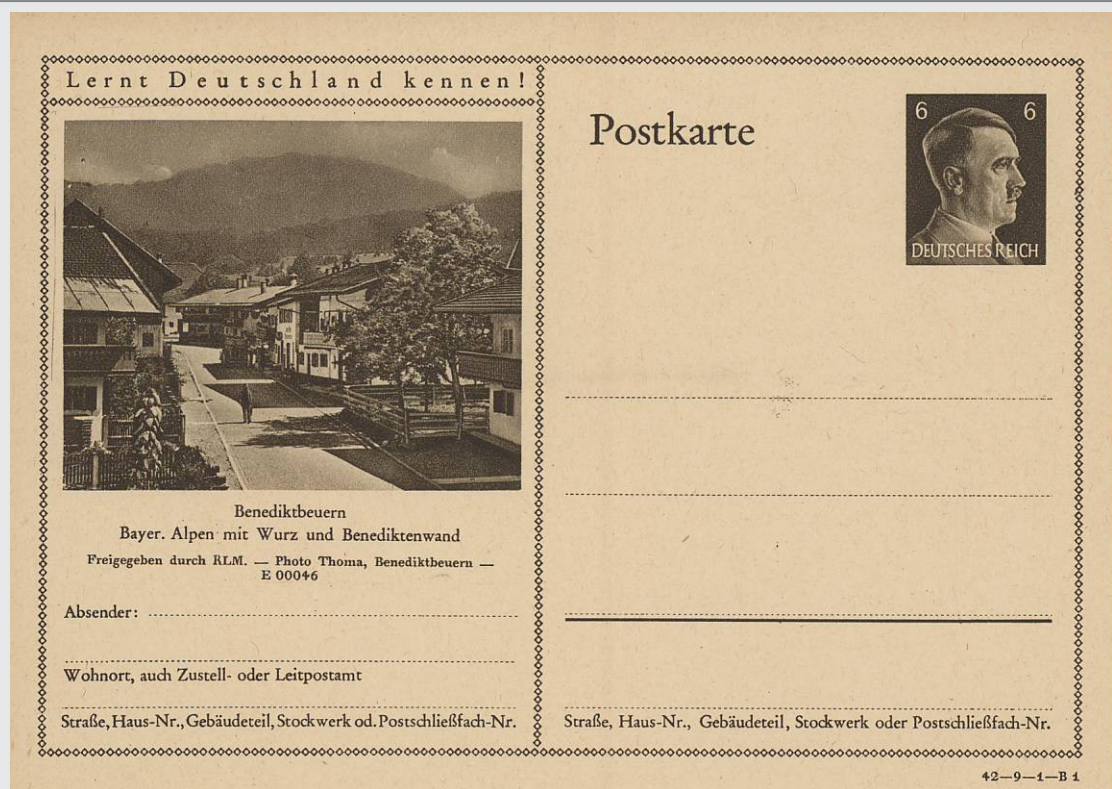 Lernt Deutschland kennen!
Benediktbeuern
Bayer. Alpen mit Wurz und Benediktenwand
Freigegeben durch RLM. — Photo Thoma, Benediktbeuern —
E 00046
Absender:
Wohnort, auch Zustell- oder Leitpostamt
Straße, Haus-Nr., Gebäudeteil, Stockwerk od. Postschließfach-Nr.
Postkarte
6 6
DEUTSCHES REICH
Straße, Haus-Nr., Gebäudeteil, Stockwerk oder Postschließfach-Nr.
42—9—1—B 1